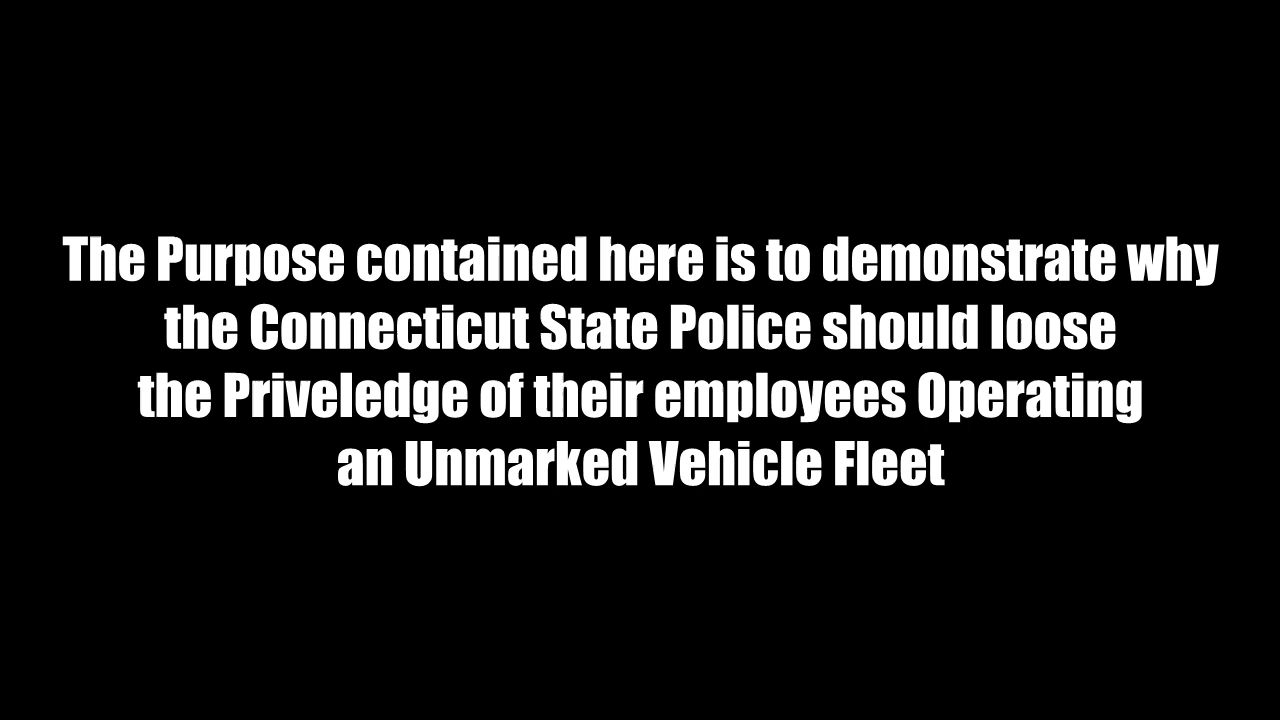 The Purpose contained here is to demonstrate why
the Connecticut State Police should loose
the Priveledge of their employees Operating
an Unmarked Vehicle Fleet